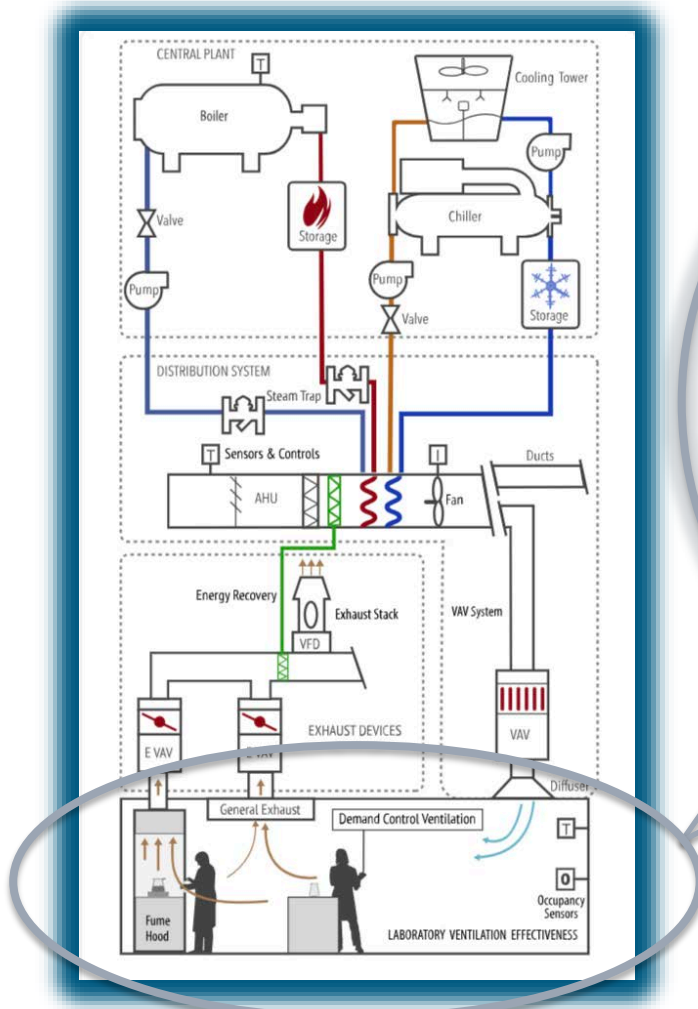 CENTRAL PLANT
T
Boiler
Cooling Tower
Pump
Valve
Storage
Chiller
Pump
Pump
Valve
Storage
DISTRIBUTION SYSTEM
Steam Trap
T
Sensors & Controls
I
Ducts
AHU
Fan
Energy Recovery
Exhaust Stack
VAV System
VFD
E VAV
E VAV
EXHAUST DEVICES
VAV
Diffuser
General Exhaust
Demand Control Ventilation
T
O
Occupancy
Sensors
Fume
Hood
LABORATORY VENTILATION EFFECTIVENESS